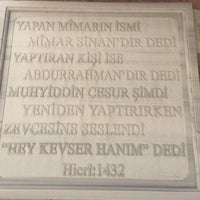 YAPAN MİMARIN İSMİ
MİMAR SİNAN'DIR DEDİ
YAPTIRAN KİŞİ İSE
ABDURRAHMAN'DIR DEDİ
MUHYİDDİN CESUR ŞİMDİ
YENİDEN YAPTIRIRKEN
ZEVCESİNE SESLENDİ
"HEY KEVSER HANIM" DEDİ
Hicrî:1432